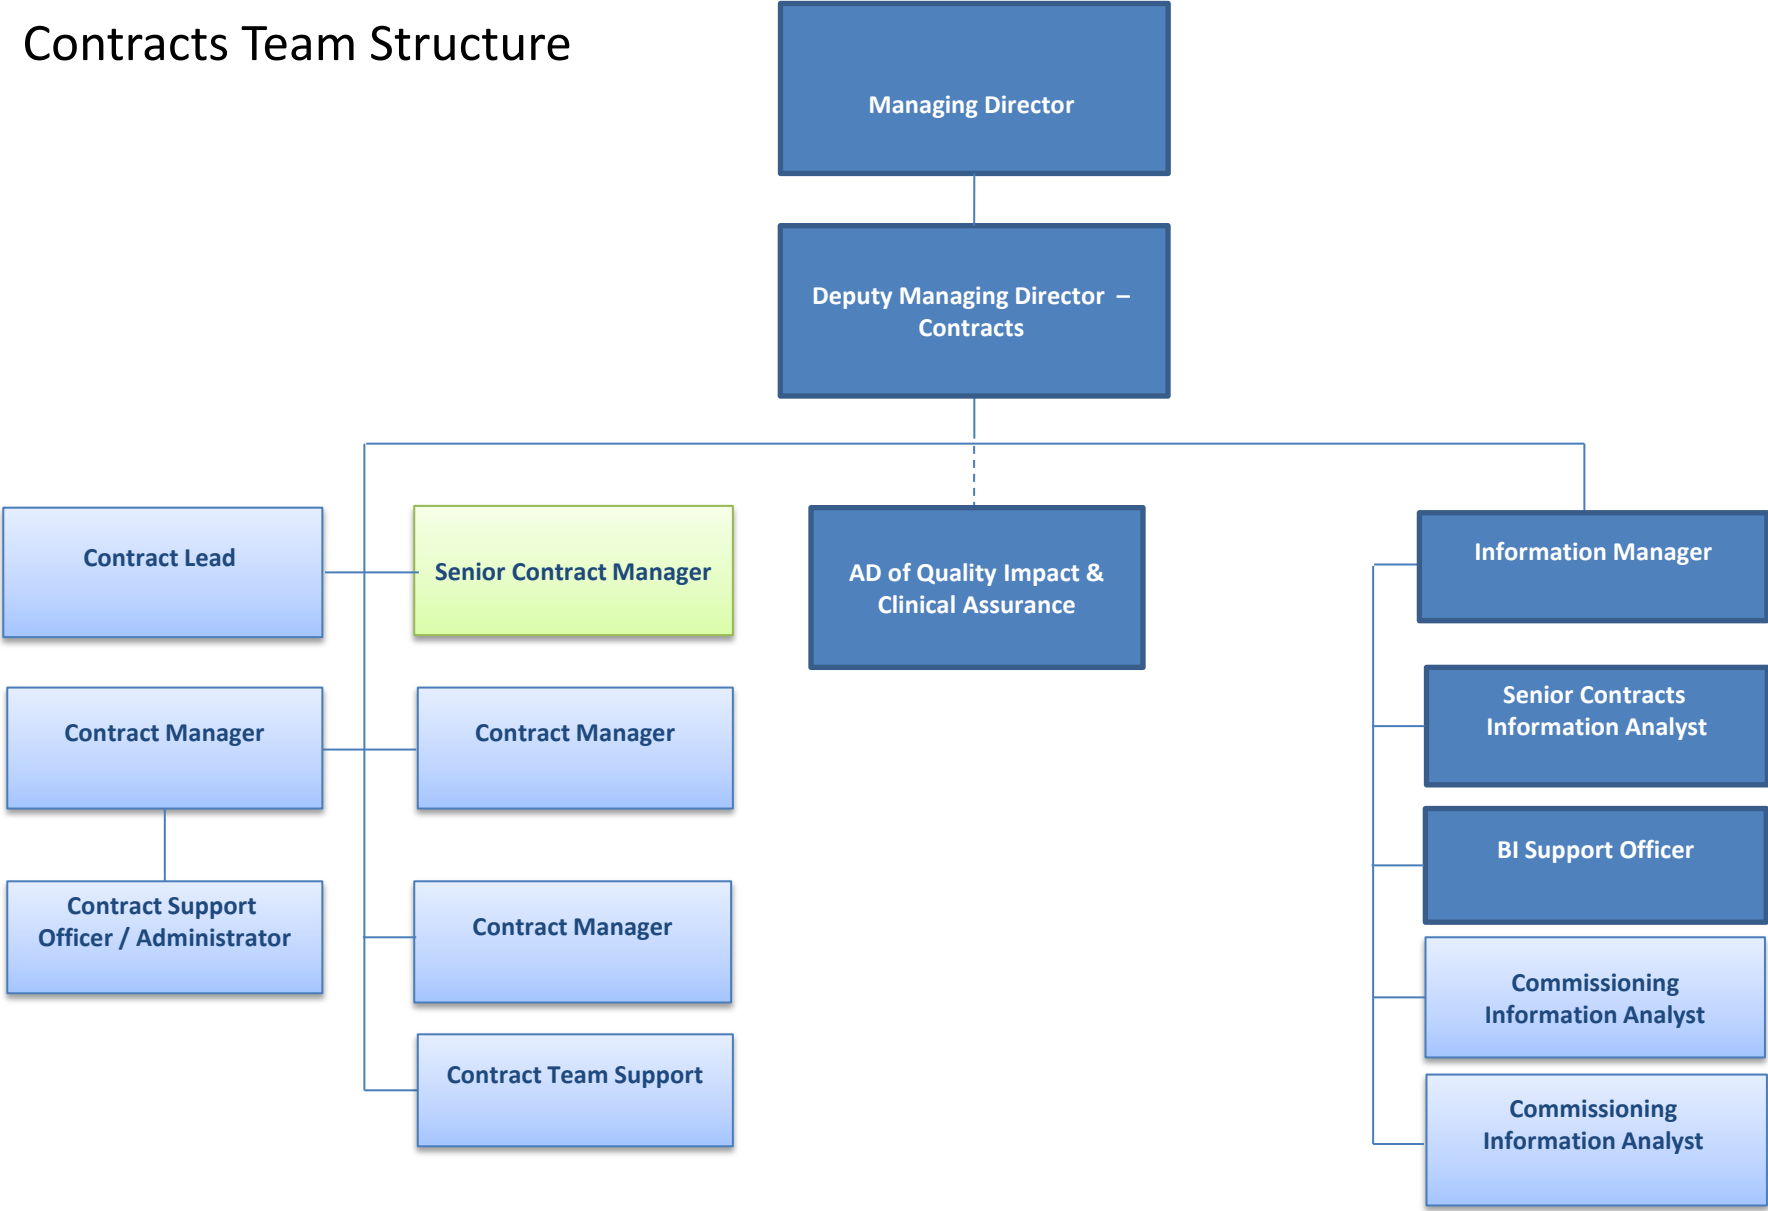 Contracts Team Structure
Managing Director
Deputy Managing Director –
Contracts
Contract Lead
Senior Contract Manager
AD of Quality Impact &
Clinical Assurance
Information Manager
Contract Manager
Contract Manager
Senior Contracts
Information Analyst
BI Support Officer
Contract Support
Officer / Administrator
Contract Manager
Commissioning
Information Analyst
Contract Team Support
Commissioning
Information Analyst